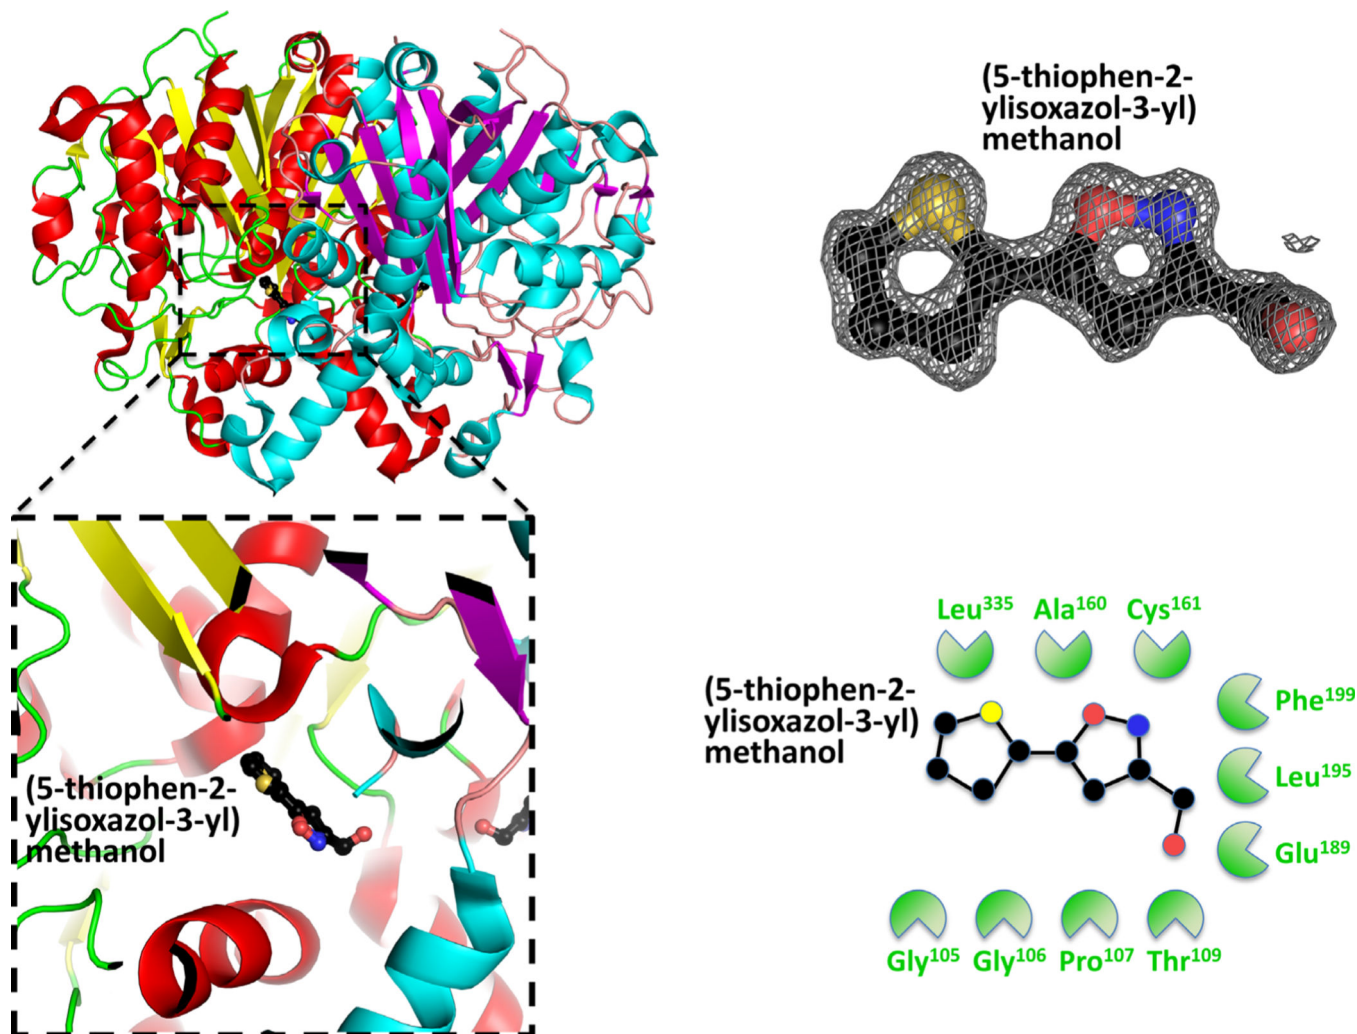 (5-thiophen-2-
ylisoxazol-3-yl)
methanol
(5-thiophen-2-
ylisoxazol-3-yl)
methanol
Leu335 Ala160 Cys161
(5-thiophen-2-
ylisoxazol-3-yl)
methanol
Phe199
Leu195
Glu189
Gly105 Gly106 Pro107 Thr109